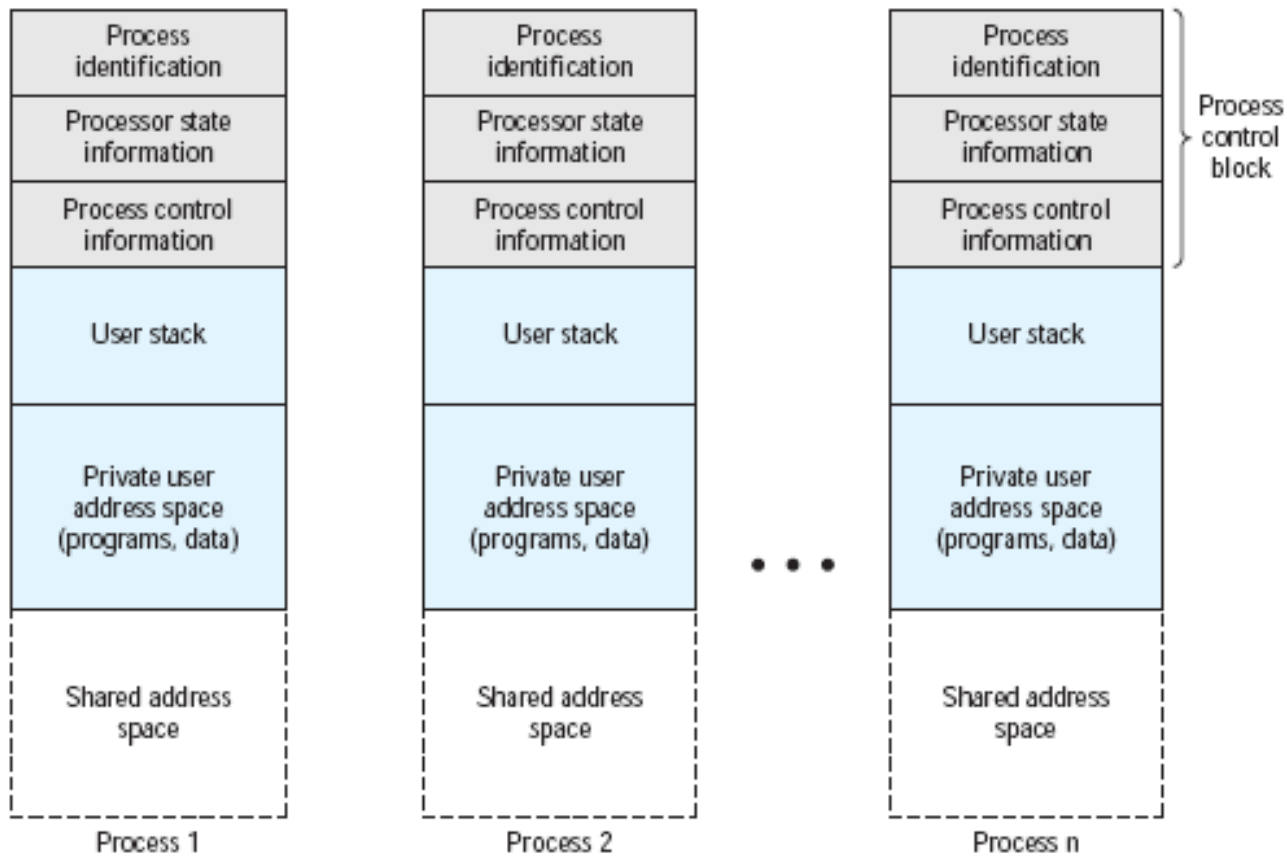 Process
identification
Processor state
information
Process control
information
User stack
Private user
address space
(programs, data)
Shared address
space
Process 1
Process
identification
Processor state
information
Process control
information
User stack
Private user
address space
(programs, data)
Shared address
space
Process 2
• • •
Process
identification
Processor state
information
Process control
information
User stack
Private user
address space
(programs, data)
Shared address
space
Process n
Process
control
block